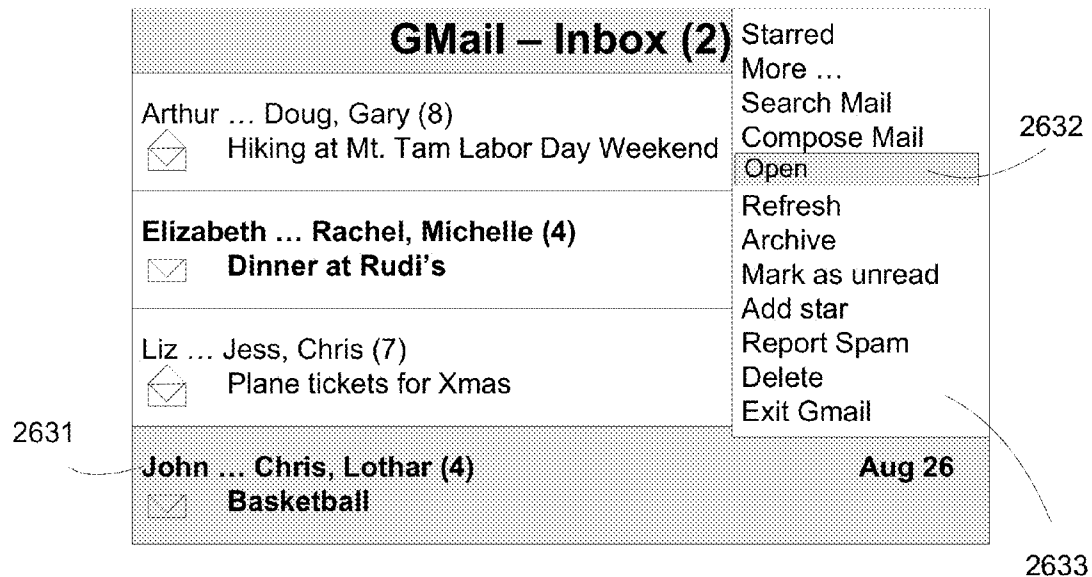 GMail – Inbox (2)
Arthur … Doug, Gary (8)
Hiking at Mt. Tam Labor Day Weekend
Elizabeth … Rachel, Michelle (4)
Dinner at Rudi's
Liz … Jess, Chris (7)
Plane tickets for Xmas
John … Chris, Lothar (4) Aug 26
Basketball
Starred
More …
Search Mail
Compose Mail
Open
Refresh
Archive
Mark as unread
Add star
Report Spam
Delete
Exit Gmail
2631
2632
2633